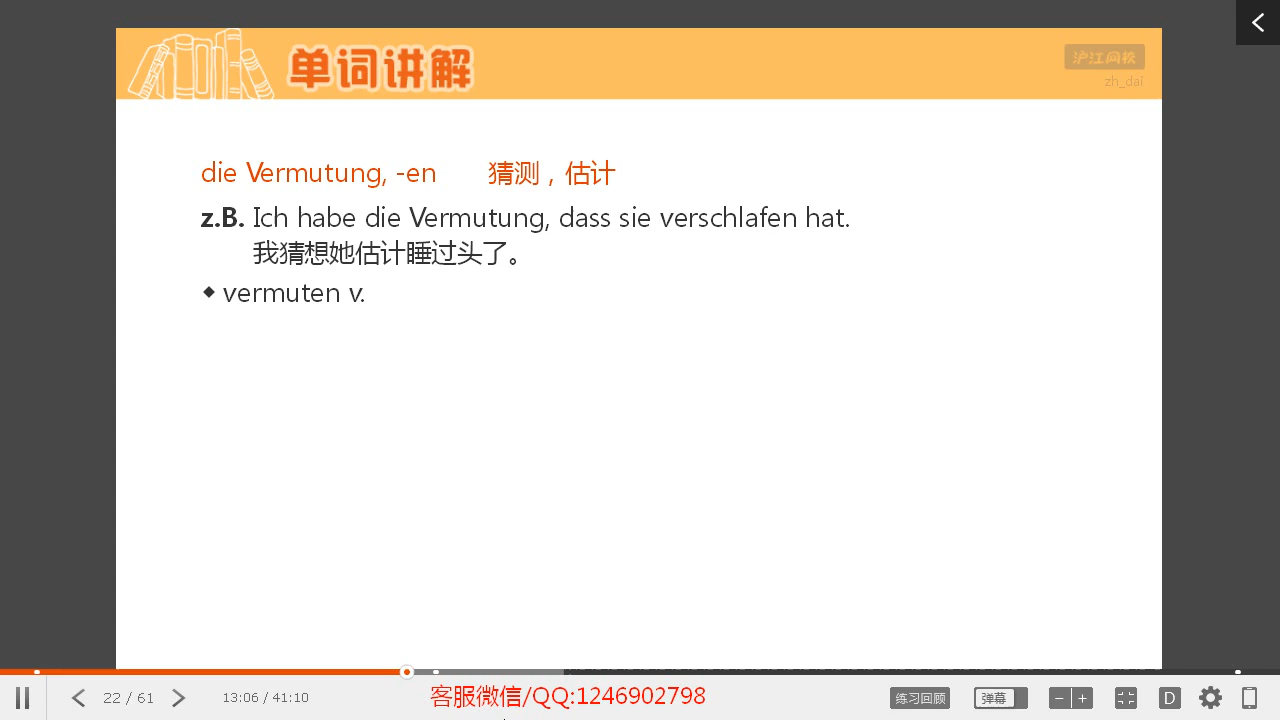 单词讲解
沪江网校
zh_dai
die Vermutung, -en 猜测，估计
z.B. Ich habe die Vermutung, dass sie verschlafen hat.
我猜想她估计睡过头了。
◆ vermuten v.
22 / 61
13:06 / 41:10
客服微信/QQ:1246902798
练习回顾
弹幕
− +
D